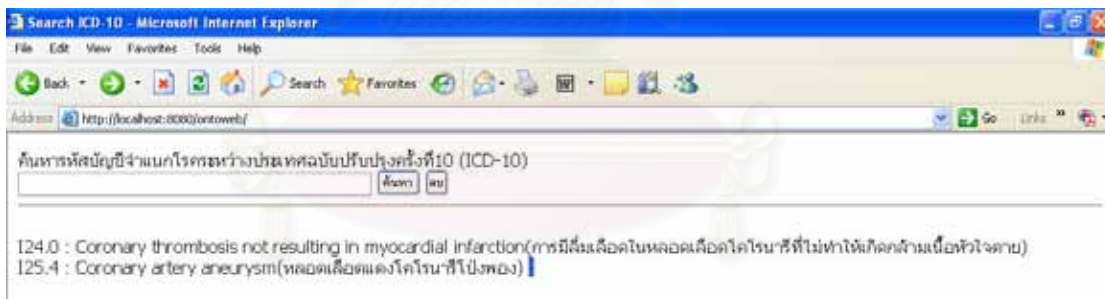 Search ICD-10 - Microsoft Internet Explorer
File Edit View Favorites Tools Help
Back Search Favorites
Address http://localhost:8080/ontoweb/ Go Links »
ค้นหารหัสบัญชีจำแนกโรคระหว่างประเทศฉบับปรับปรุงครั้งที่10 (ICD-10)
ค้นหา ลบ
I24.0 : Coronary thrombosis not resulting in myocardial infarction(การมีลิ่มเลือดในหลอดเลือดโคโรนารีที่ไม่ทำให้เกิดกล้ามเนื้อหัวใจตาย)
I25.4 : Coronary artery aneurysm(หลอดเลือดแดงโคโรนารีโป่งพอง)